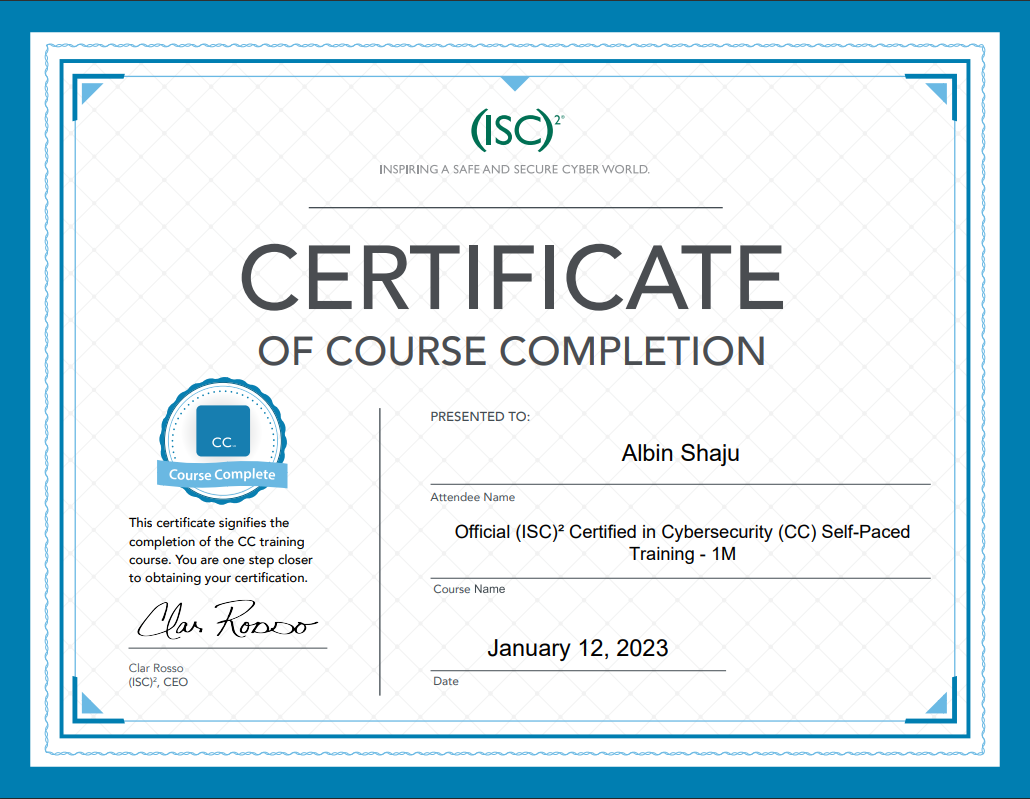 (ISC)²®
INSPIRING A SAFE AND SECURE CYBER WORLD.
CERTIFICATE
OF COURSE COMPLETION
CC™
Course Complete
This certificate signifies the
completion of the CC training
course. You are one step closer
to obtaining your certification.
Clar Rosso
Clar Rosso
(ISC)², CEO
PRESENTED TO:
Albin Shaju
Attendee Name
Official (ISC)² Certified in Cybersecurity (CC) Self-Paced
Training - 1M
Course Name
January 12, 2023
Date